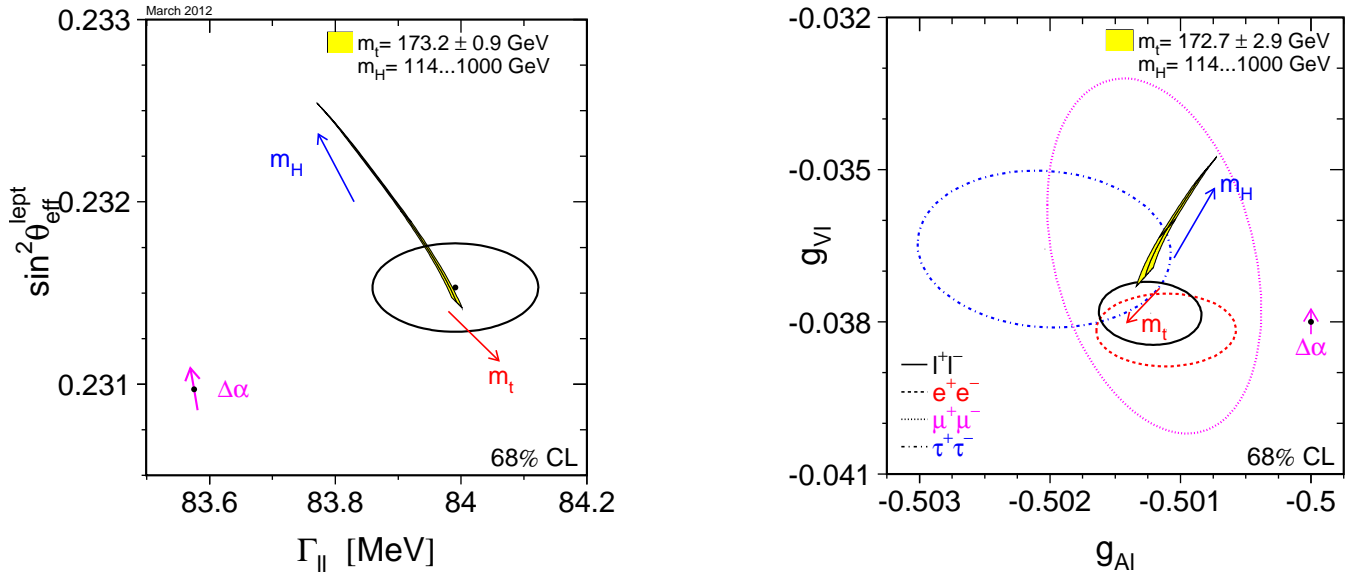 March 2012
0.233
0.232
0.231
sin²θ_eff^lept
m_t= 173.2 ± 0.9 GeV
m_H= 114...1000 GeV
m_H
m_t
Δα
68% CL
83.6 83.8 84 84.2
Γ_ll [MeV]
-0.032
-0.035
-0.038
-0.041
g_Vl
m_t= 172.7 ± 2.9 GeV
m_H= 114...1000 GeV
m_H
m_t
Δα
l⁺l⁻
e⁺e⁻
μ⁺μ⁻
τ⁺τ⁻
68% CL
-0.503 -0.502 -0.501 -0.5
g_Al